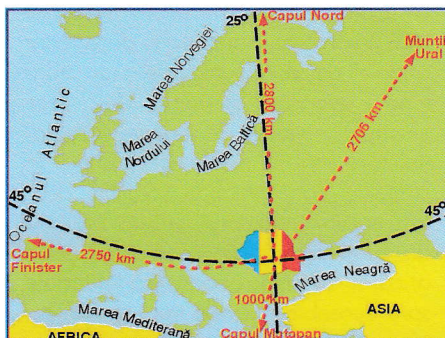 25°
Capul Nord
Munții
Ural
Marea Norvegiei
2800 km
2706 km
Oceanul Atlantic
Marea
Nordului
Marea Baltică
45°
45°
Capul
Finister
2750 km
Marea Neagră
1000 km
Marea Mediterană
ASIA
AFRICA
Capul Matapan